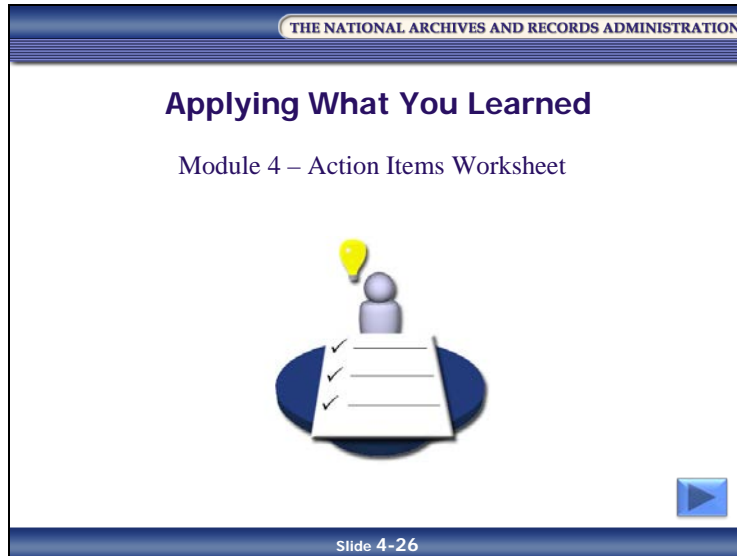 THE NATIONAL ARCHIVES AND RECORDS ADMINISTRATION
Applying What You Learned
Module 4 – Action Items Worksheet
Slide 4-26